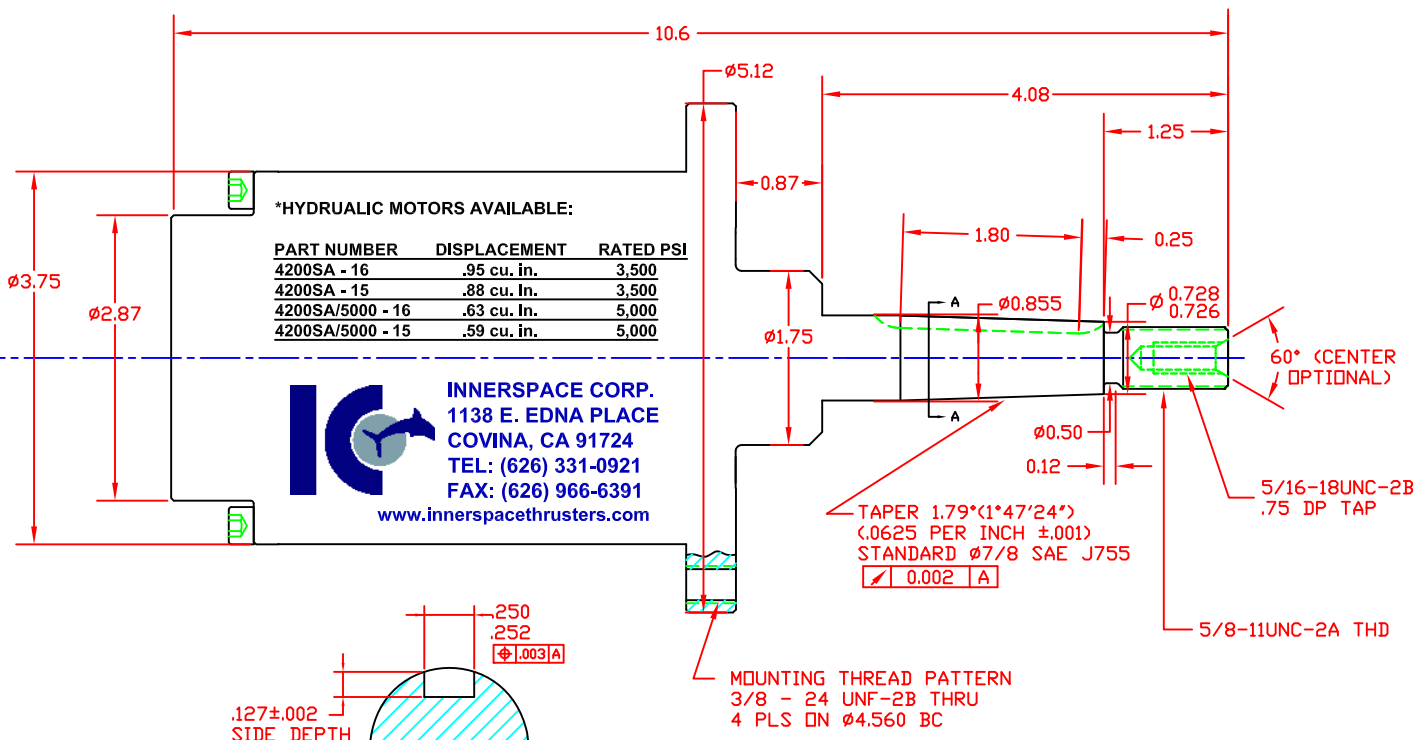 10.6
ø5.12
4.08
1.25
0.87
*HYDRUALIC MOTORS AVAILABLE:
PART NUMBER DISPLACEMENT RATED PSI
4200SA - 16 .95 cu. in. 3,500
4200SA - 15 .88 cu. In. 3,500
4200SA/5000 - 16 .63 cu. in. 5,000
4200SA/5000 - 15 .59 cu. in. 5,000
1.80
0.25
ø3.75
ø2.87
A
ø0.855
ø 0.728
0.726
ø1.75
60° (CENTER
OPTIONAL)
INNERSPACE CORP.
1138 E. EDNA PLACE
COVINA, CA 91724
TEL: (626) 331-0921
FAX: (626) 966-6391
www.innerspacethrusters.com
A
ø0.50
0.12
5/16-18UNC-2B
.75 DP TAP
TAPER 1.79°(1°47'24")
(.0625 PER INCH ±.001)
STANDARD ø7/8 SAE J755
0.002 A
.250
.252
⌖ .003 A
5/8-11UNC-2A THD
MOUNTING THREAD PATTERN
3/8 - 24 UNF-2B THRU
4 PLS ON ø4.560 BC
.127±.002
SIDE DEPTH